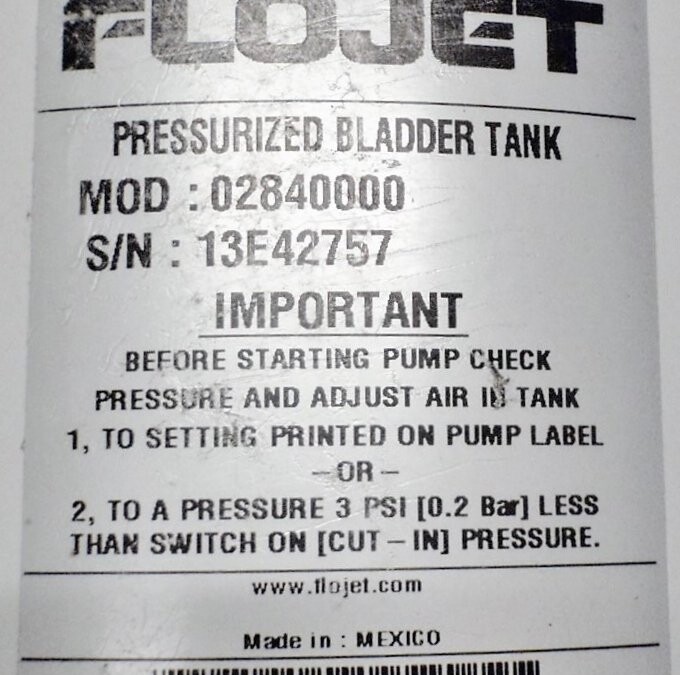 FLOJET
PRESSURIZED BLADDER TANK
MOD : 02840000
S/N : 13E42757
IMPORTANT
BEFORE STARTING PUMP CHECK
PRESSURE AND ADJUST AIR IN TANK
1, TO SETTING PRINTED ON PUMP LABEL
– OR –
2, TO A PRESSURE 3 PSI [0.2 Bar] LESS
THAN SWITCH ON [CUT – IN] PRESSURE.
www.flojet.com
Made in : MEXICO